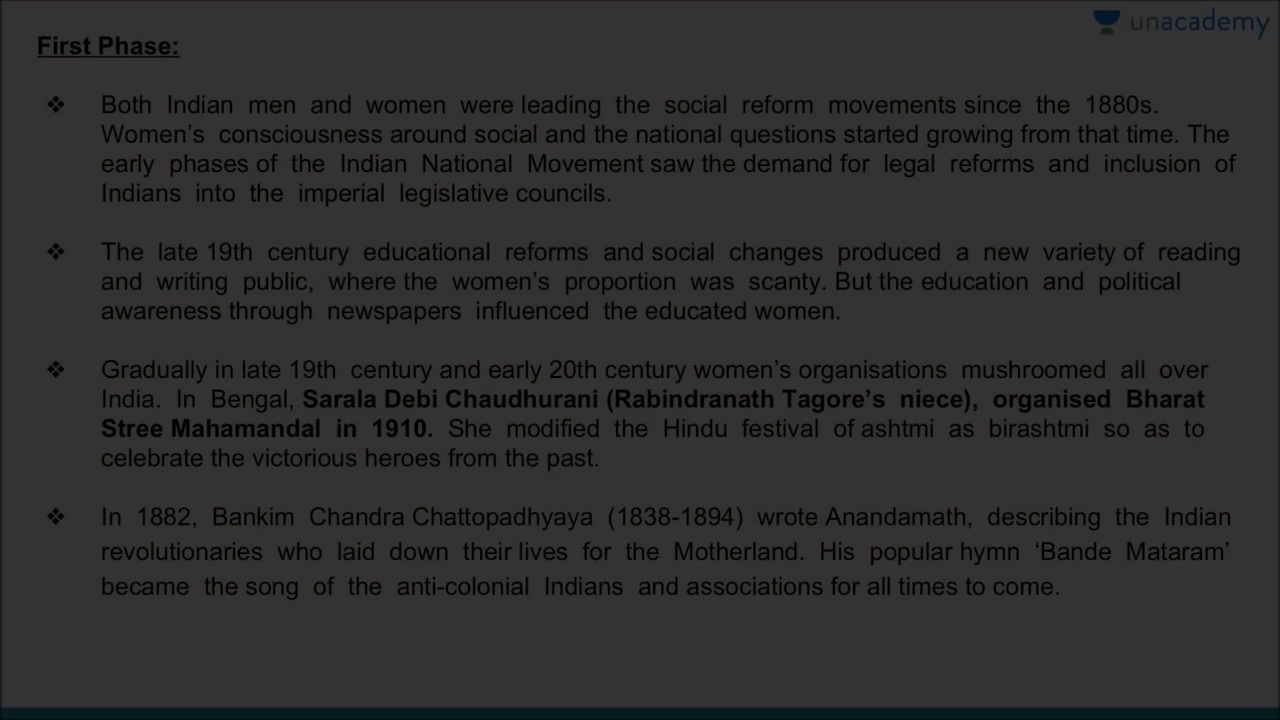 unacademy
First Phase:
❖ Both Indian men and women were leading the social reform movements since the 1880s.
Women's consciousness around social and the national questions started growing from that time. The
early phases of the Indian National Movement saw the demand for legal reforms and inclusion of
Indians into the imperial legislative councils.
❖ The late 19th century educational reforms and social changes produced a new variety of reading
and writing public, where the women's proportion was scanty. But the education and political
awareness through newspapers influenced the educated women.
❖ Gradually in late 19th century and early 20th century women's organisations mushroomed all over
India. In Bengal, Sarala Debi Chaudhurani (Rabindranath Tagore's niece), organised Bharat
Stree Mahamandal in 1910. She modified the Hindu festival of ashtmi as birashtmi so as to
celebrate the victorious heroes from the past.
❖ In 1882, Bankim Chandra Chattopadhyaya (1838-1894) wrote Anandamath, describing the Indian
revolutionaries who laid down their lives for the Motherland. His popular hymn ‘Bande Mataram’
became the song of the anti-colonial Indians and associations for all times to come.